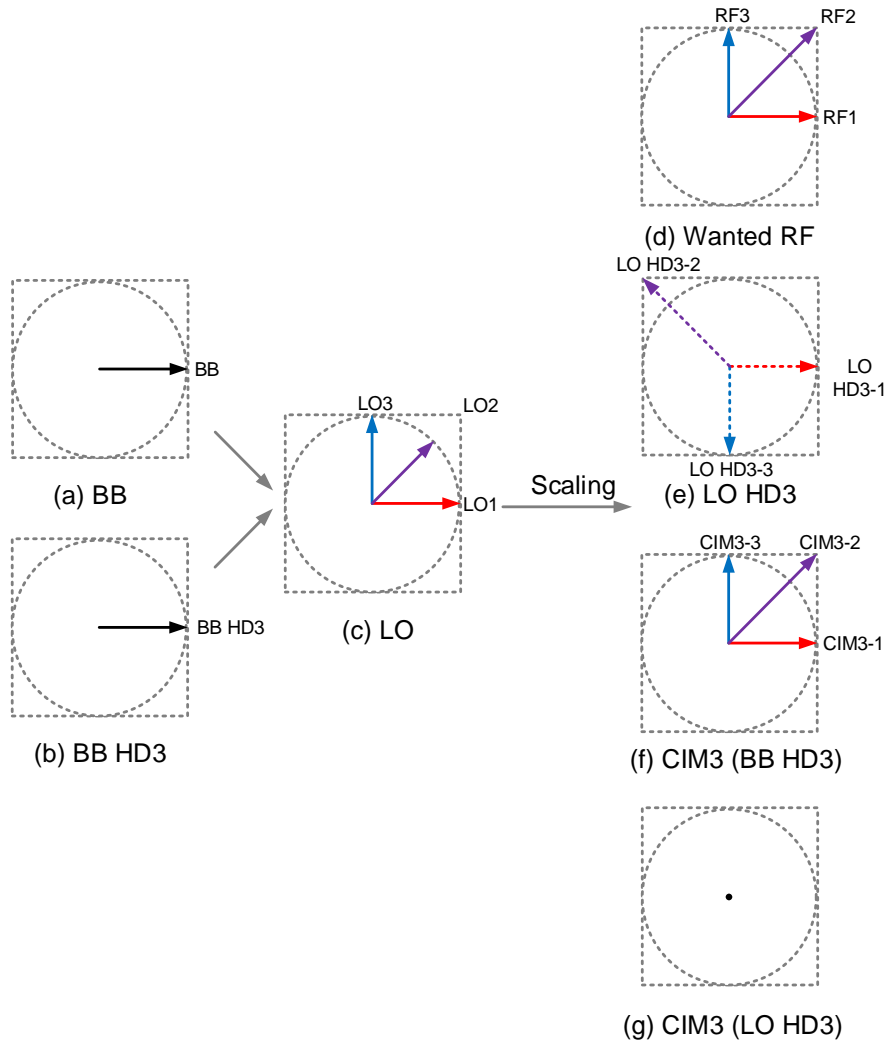 RF3
RF2
RF1
(d) Wanted RF
LO HD3-2
LO
HD3-1
LO HD3-3
(e) LO HD3
BB
(a) BB
LO3
LO2
LO1
(c) LO
Scaling
BB HD3
(b) BB HD3
CIM3-3
CIM3-2
CIM3-1
(f) CIM3 (BB HD3)
(g) CIM3 (LO HD3)